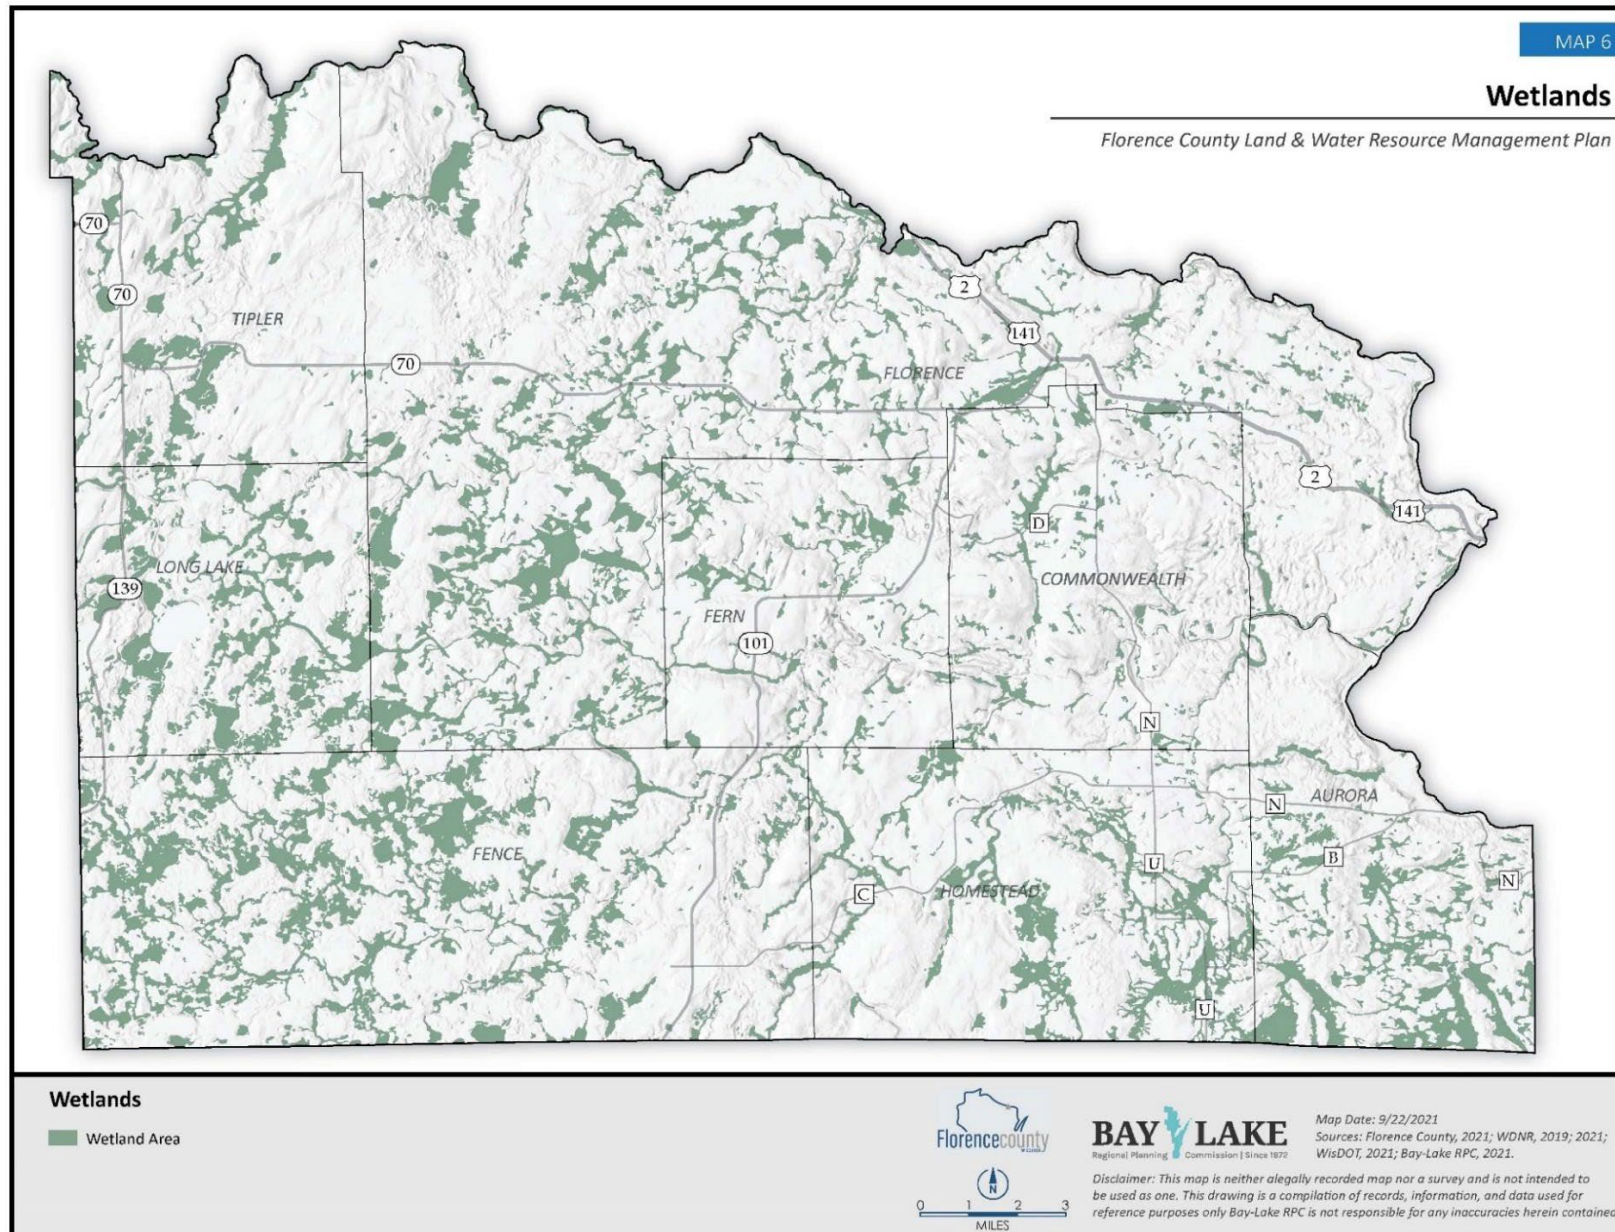 MAP 6
Wetlands
Florence County Land & Water Resource Management Plan
70
70
2
TIPLER
141
70
FLORENCE
2
141
D
LONG LAKE
COMMONWEALTH
139
FERN
101
N
AURORA
N
FENCE
B
U
N
C
HOMESTEAD
U
Wetlands
Wetland Area
Florencecounty
BAY LAKE
Regional Planning Commission | Since 1972
N
0 1 2 3
MILES
Map Date: 9/22/2021
Sources: Florence County, 2021; WDNR, 2019; 2021;
WisDOT, 2021; Bay-Lake RPC, 2021.
Disclaimer: This map is neither alegally recorded map nor a survey and is not intended to
be used as one. This drawing is a compilation of records, information, and data used for
reference purposes only Bay-Lake RPC is not responsible for any inaccuracies herein contained